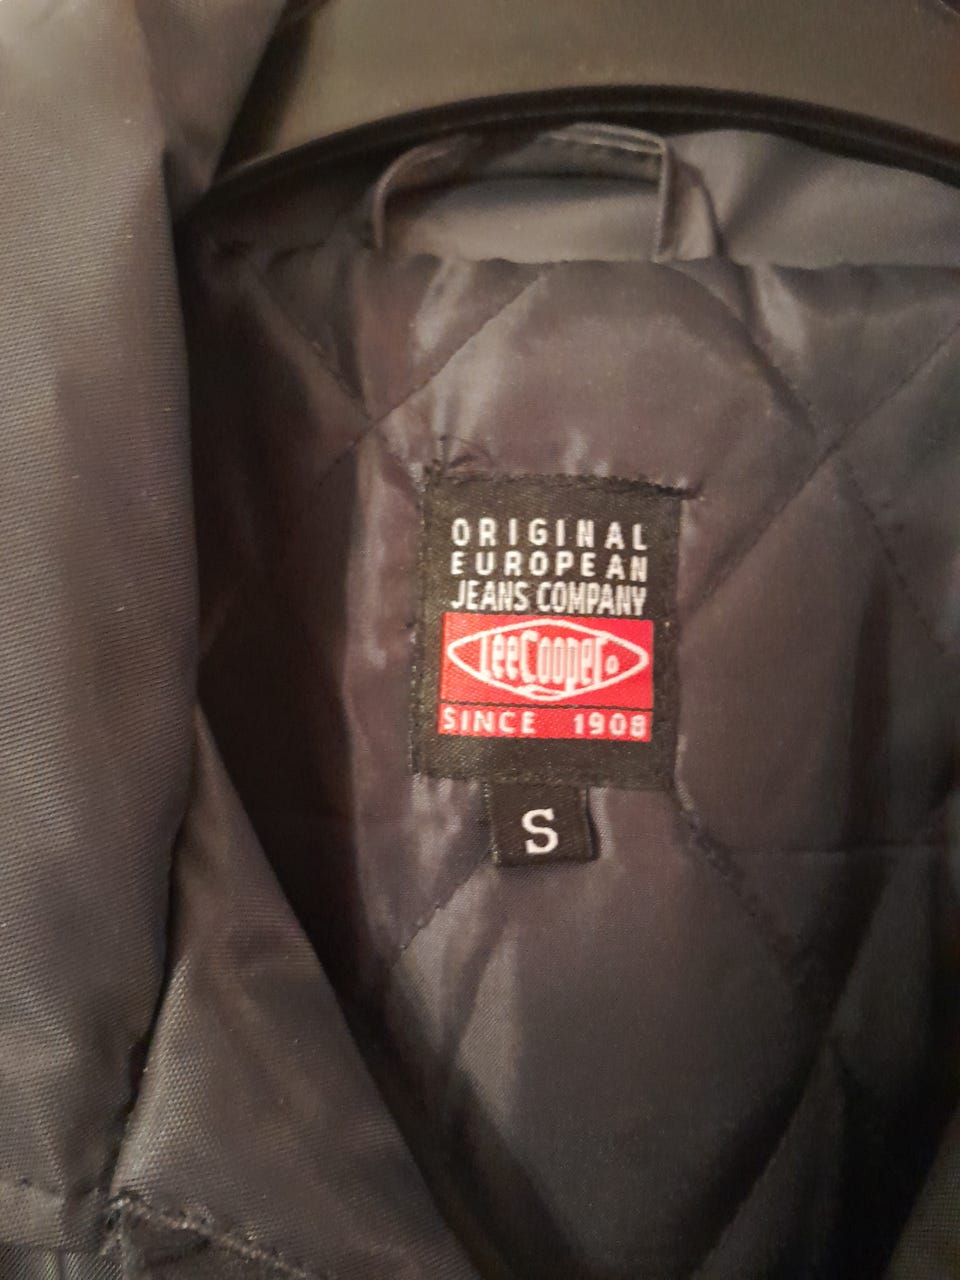 ORIGINAL
EUROPEAN
JEANS COMPANY
LeeCooper
SINCE 1908
S